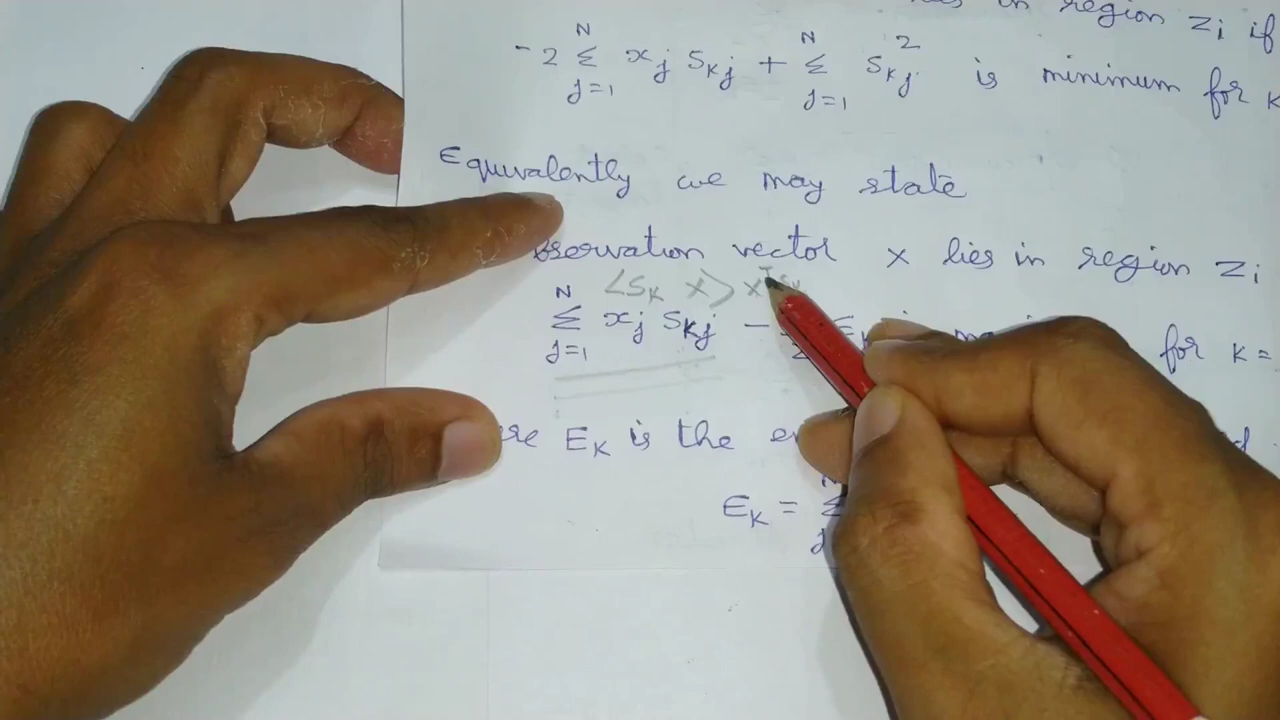 in region Zi if
- 2 N Σ j=1 xj Skj + N Σ j=1 Skj² is minimum for K
Equivalently we may state
vector x lies in region Zi
<Sk x> xT
N Σ j=1 xj Skj - for K =
Ek is the
Ek = Σ